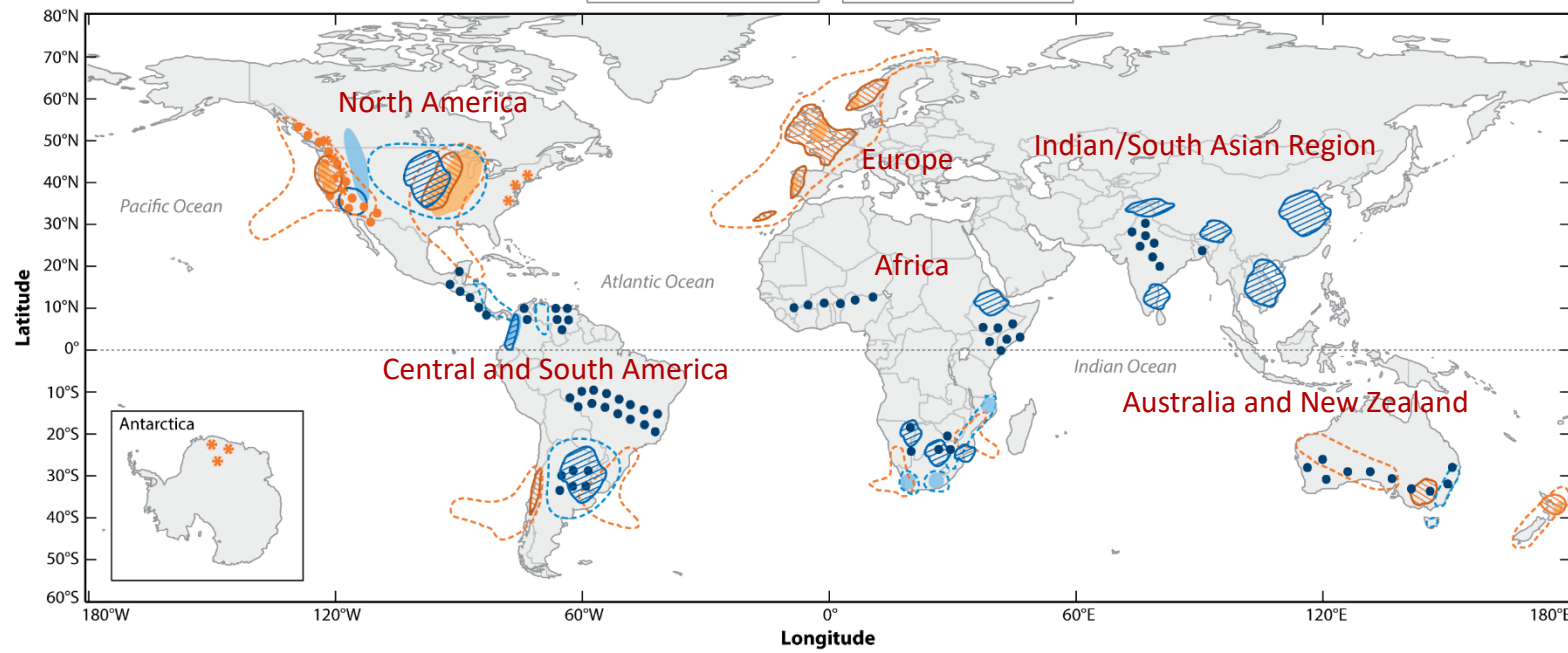 80°N
70°N
60°N
50°N
40°N
30°N
20°N
10°N
0°
10°S
20°S
30°S
40°S
50°S
60°S
Latitude
North America
Europe
Indian/South Asian Region
Pacific Ocean
Africa
Atlantic Ocean
Central and South America
Indian Ocean
Australia and New Zealand
Antarctica
180°W
120°W
60°W
0°
60°E
120°E
180°E
Longitude